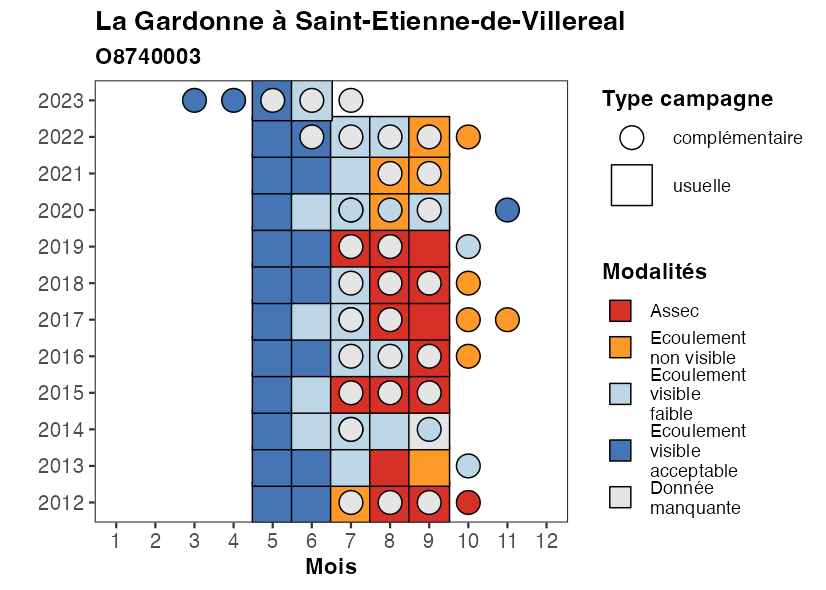 La Gardonne à Saint-Etienne-de-Villereal
O8740003
2023
2022
2021
2020
2019
2018
2017
2016
2015
2014
2013
2012
1 2 3 4 5 6 7 8 9 10 11 12
Mois
Type campagne
complémentaire
usuelle
Modalités
Assec
Ecoulement
non visible
Ecoulement
visible
faible
Ecoulement
visible
acceptable
Donnée
manquante